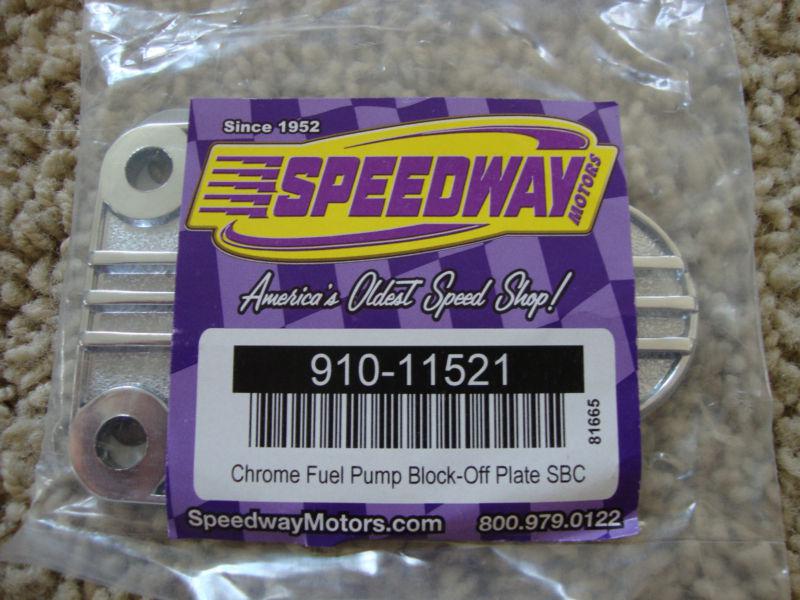 Since 1952
SPEEDWAY
MOTORS
America's Oldest Speed Shop!
910-11521
81665
Chrome Fuel Pump Block-Off Plate SBC
SpeedwayMotors.com 800.979.0122